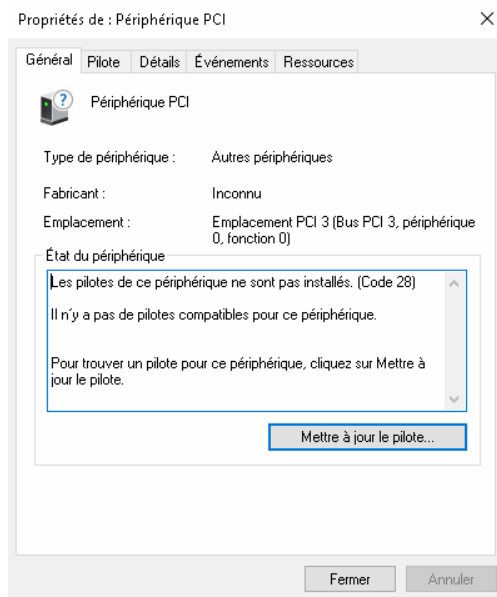 Propriétés de : Périphérique PCI
Général Pilote Détails Événements Ressources
Périphérique PCI
Type de périphérique : Autres périphériques
Fabricant : Inconnu
Emplacement : Emplacement PCI 3 (Bus PCI 3, périphérique
0, fonction 0)
État du périphérique
Les pilotes de ce périphérique ne sont pas installés. (Code 28)
Il n'y a pas de pilotes compatibles pour ce périphérique.
Pour trouver un pilote pour ce périphérique, cliquez sur Mettre à
jour le pilote.
Mettre à jour le pilote...
Fermer Annuler